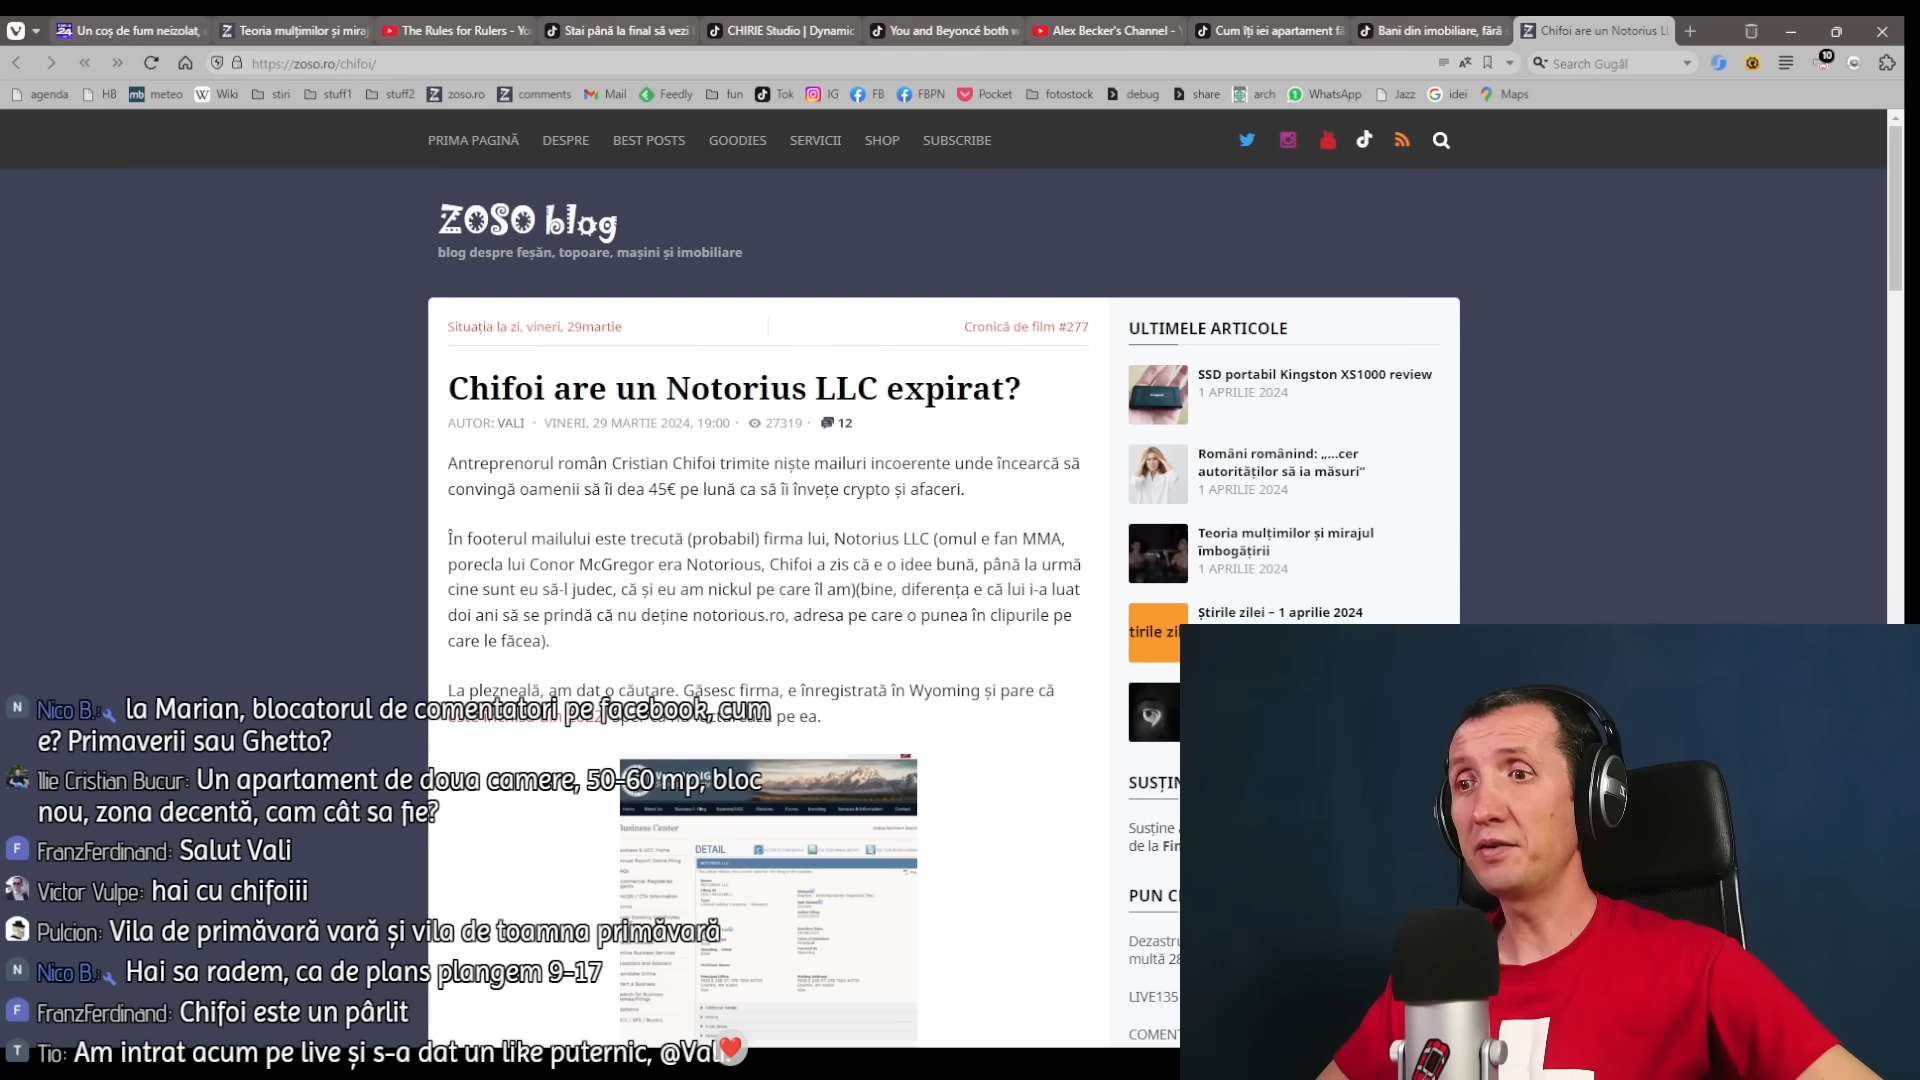 Un coș de fum neizolat,
Teoria mulțimilor și miraj
The Rules for Rulers - Yo
Stai până la final să vezi
CHIRIE Studio | Dynamic
You and Beyoncé both w
Alex Becker's Channel -
Cum îți iei apartament fă
Bani din imobiliare, fără
Chifoi are un Notorius LL
https://zoso.ro/chifoi/
Search Gugăl
10
agenda
HB
mb meteo
W Wiki
stiri
stuff1
stuff2
Z zoso.ro
Z comments
Mail
Feedly
fun
Tok
IG
FB
FBPN
Pocket
fotostock
debug
share
arch
WhatsApp
Jazz
idei
Maps
PRIMA PAGINĂ DESPRE BEST POSTS GOODIES SERVICII SHOP SUBSCRIBE
ZOSO blog
blog despre feșăn, topoare, mașini și imobiliare
Situația la zi, vineri, 29martie
Cronică de film #277
Chifoi are un Notorius LLC expirat?
AUTOR: VALI · VINERI, 29 MARTIE 2024, 19:00 · 27319 · 12
Antreprenorul român Cristian Chifoi trimite niște mailuri incoerente unde încearcă să
convingă oamenii să îi dea 45€ pe lună ca să îi învețe crypto și afaceri.
În footerul mailului este trecută (probabil) firma lui, Notorius LLC (omul e fan MMA,
porecla lui Conor McGregor era Notorious, Chifoi a zis că e o idee bună, până la urmă
cine sunt eu să-l judec, că și eu am nickul pe care îl am)(bine, diferența e că lui i-a luat
doi ani să se prindă că nu deține notorious.ro, adresa pe care o punea în clipurile pe
care le făcea).
La plezneală, am dat o căutare. Găsesc firma, e înregistrată în Wyoming și pare că
pe ea.
Business Center
DETAIL
ULTIMELE ARTICOLE
SSD portabil Kingston XS1000 review
1 APRILIE 2024
Români românind: „…cer
autorităților să ia măsuri”
1 APRILIE 2024
Teoria mulțimilor și mirajul
îmbogățirii
1 APRILIE 2024
Știrile zilei – 1 aprilie 2024
tirile zil
SUSȚIN
Susține
de la Fir
PUN C
Dezastru
multă 28
LIVE135
COMENT
N Nico B.: la Marian, blocatorul de comentatori pe facebook, cum
e? Primaverii sau Ghetto?
Ilie Cristian Bucur: Un apartament de doua camere, 50-60 mp, bloc
nou, zona decentă, cam cât sa fie?
F FranzFerdinand: Salut Vali
Victor Vulpe: hai cu chifoiii
Pulcion: Vila de primăvară vară și vila de toamna primăvară
N Nico B.: Hai sa radem, ca de plans plangem 9-17
F FranzFerdinand: Chifoi este un pârlit
T Tio: Am intrat acum pe live și s-a dat un like puternic, @Vali